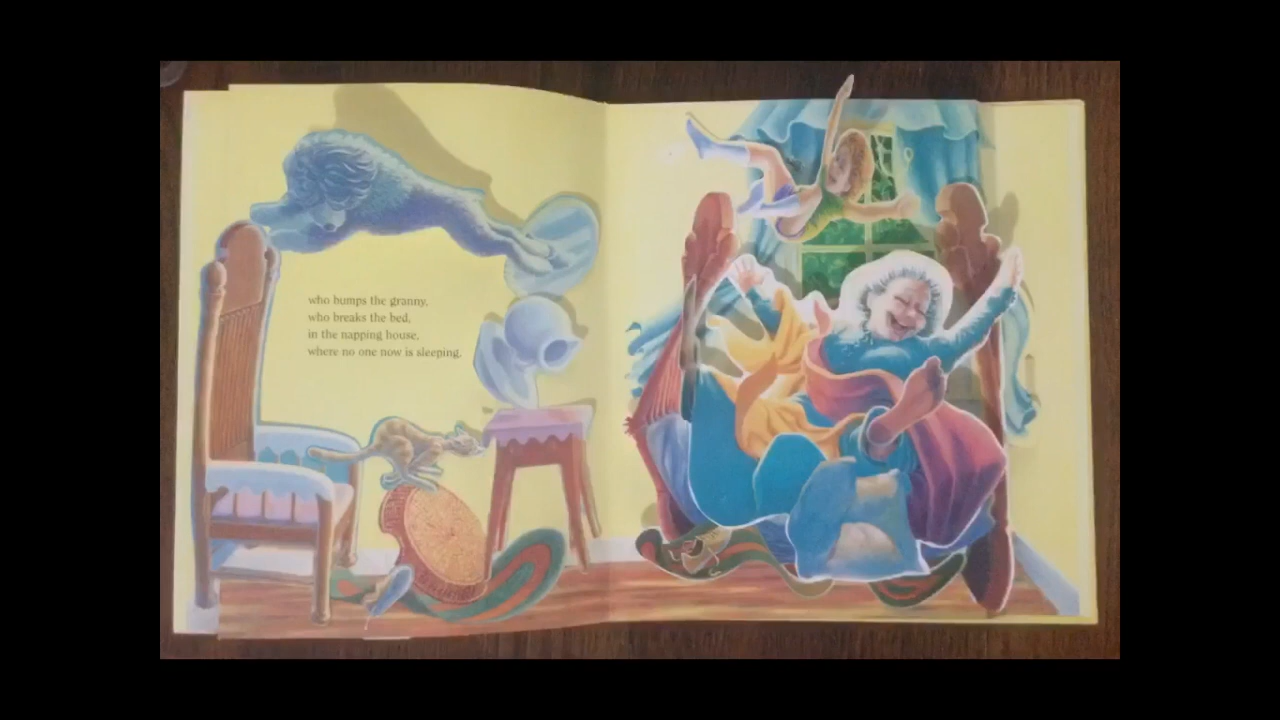 who bumps the granny,
who breaks the bed,
in the napping house,
where no one now is sleeping.